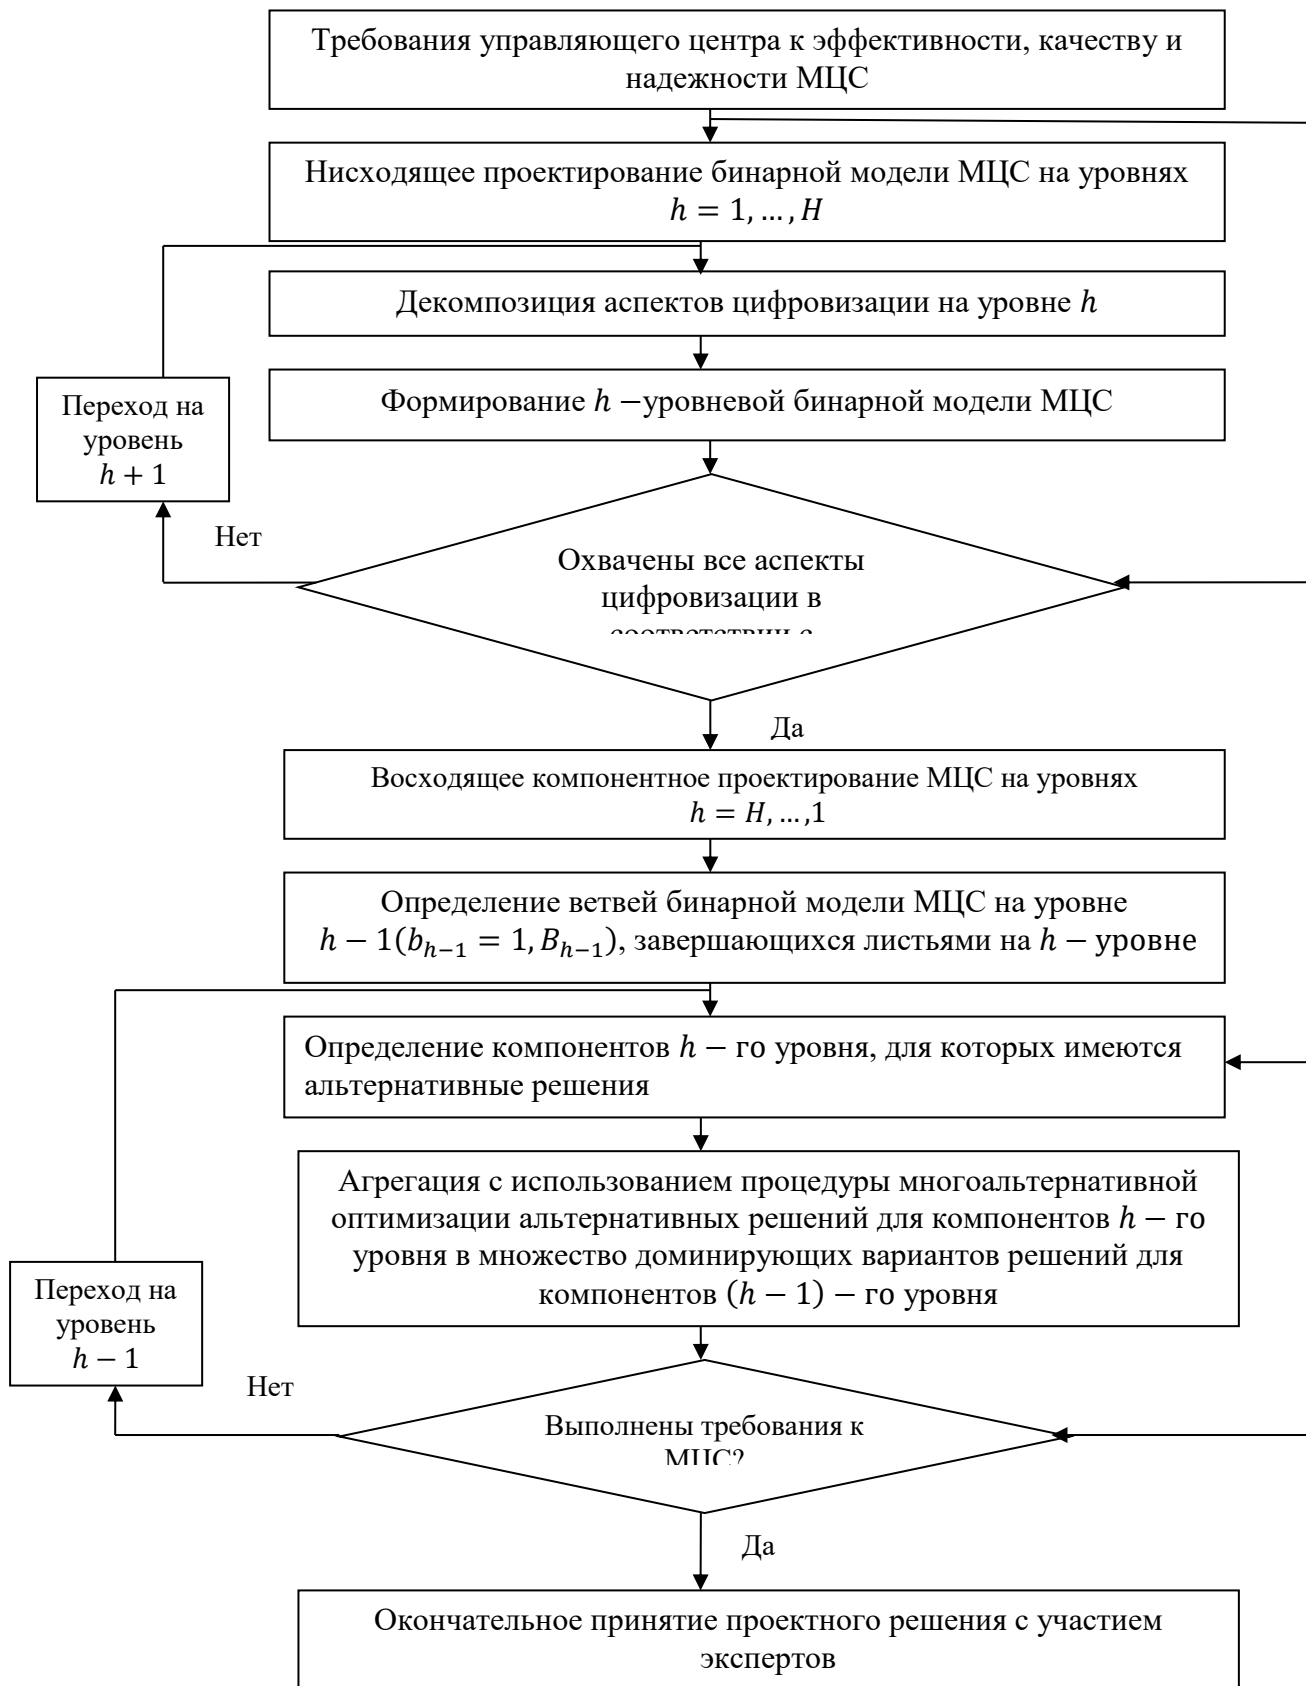 Требования управляющего центра к эффективности, качеству и
надежности МЦС
Нисходящее проектирование бинарной модели МЦС на уровнях
h = 1, … , H
Декомпозиция аспектов цифровизации на уровне h
Формирование h −уровневой бинарной модели МЦС
Переход на
уровень
h + 1
Нет
Охвачены все аспекты
цифровизации в
соответствии с
Да
Восходящее компонентное проектирование МЦС на уровнях
h = H, … ,1
Определение ветвей бинарной модели МЦС на уровне
h − 1(b_{h−1} = 1, B_{h−1}), завершающихся листьями на h − уровне
Определение компонентов h − го уровня, для которых имеются
альтернативные решения
Агрегация с использованием процедуры многоальтернативной
оптимизации альтернативных решений для компонентов h − го
уровня в множество доминирующих вариантов решений для
компонентов (h − 1) − го уровня
Переход на
уровень
h − 1
Нет
Выполнены требования к
МЦС?
Да
Окончательное принятие проектного решения с участием
экспертов